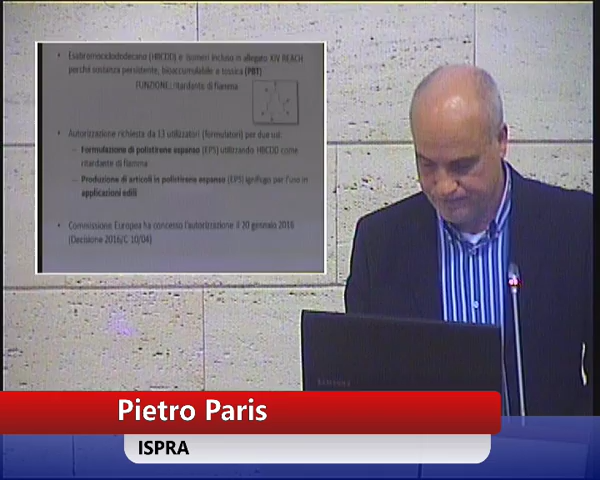 Esabromociclododecano (HBCDD) e isomeri incluso in allegato XIV REACH
perché sostanza persistente, bioaccumulabile e tossica (PBT)
FUNZIONE: ritardante di fiamma
Autorizzazione richiesta da 13 utilizzatori (formulatori) per due usi:
– Formulazione di polistirene espanso (EPS) utilizzando HBCDD come
ritardante di fiamma
– Produzione di articoli in polistirene espanso (EPS) ignifugo per l'uso in
applicazioni edili
Commissione Europea ha concesso l'autorizzazione il 20 gennaio 2016
(Decisione 2016/C 10/04)
Pietro Paris
ISPRA